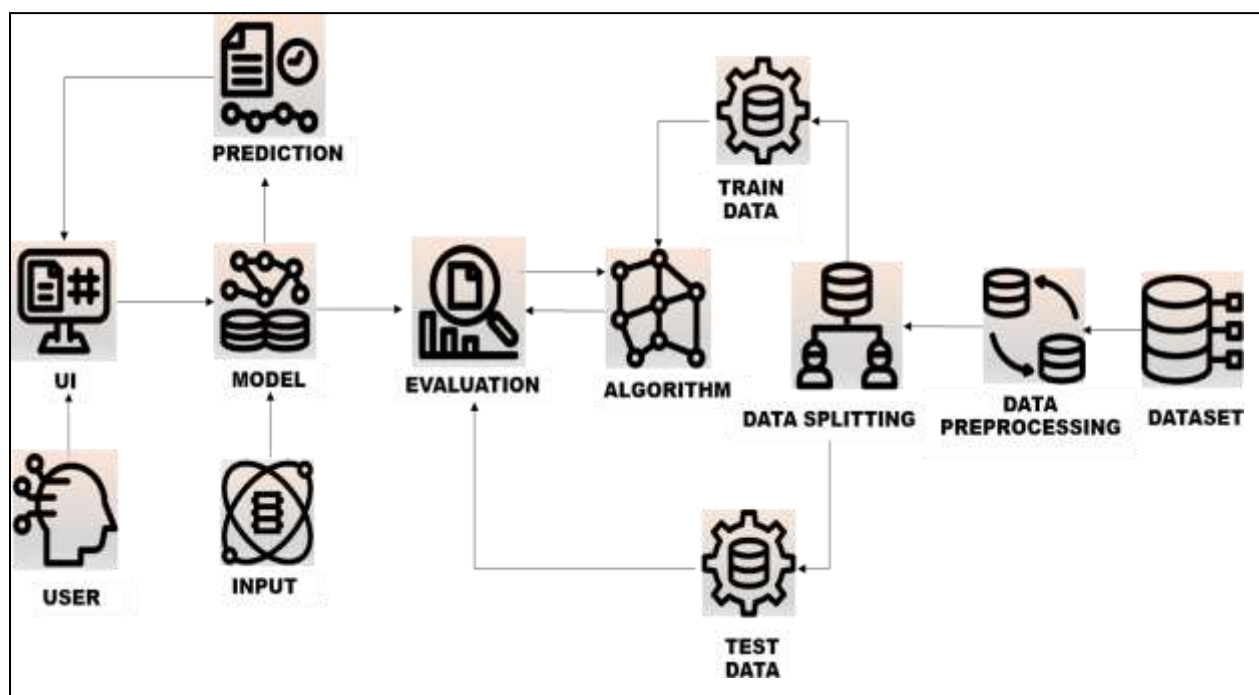 PREDICTION
TRAIN
DATA
UI
MODEL
EVALUATION
ALGORITHM
DATA SPLITTING
DATA
PREPROCESSING
DATASET
USER
INPUT
TEST
DATA